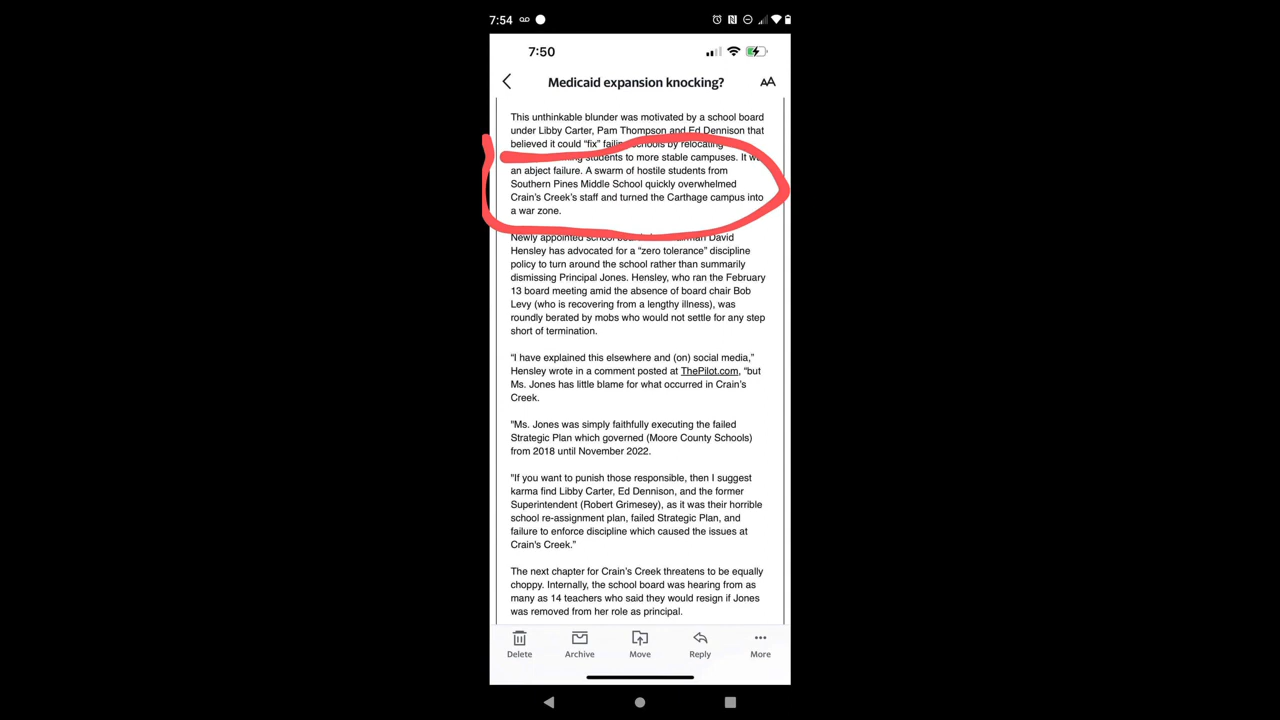 7:54
7:50
Medicaid expansion knocking?
AA
This unthinkable blunder was motivated by a school board
under Libby Carter, Pam Thompson and Ed Dennison that
believed it could “fix” failing schools by relocating
students to more stable campuses. It was
an abject failure. A swarm of hostile students from
Southern Pines Middle School quickly overwhelmed
Crain’s Creek’s staff and turned the Carthage campus into
a war zone.
Newly appointed school David
Hensley has advocated for a “zero tolerance” discipline
policy to turn around the school rather than summarily
dismissing Principal Jones. Hensley, who ran the February
13 board meeting amid the absence of board chair Bob
Levy (who is recovering from a lengthy illness), was
roundly berated by mobs who would not settle for any step
short of termination.
“I have explained this elsewhere and (on) social media,”
Hensley wrote in a comment posted at ThePilot.com, “but
Ms. Jones has little blame for what occurred in Crain’s
Creek.
"Ms. Jones was simply faithfully executing the failed
Strategic Plan which governed (Moore County Schools)
from 2018 until November 2022.
"If you want to punish those responsible, then I suggest
karma find Libby Carter, Ed Dennison, and the former
Superintendent (Robert Grimesey), as it was their horrible
school re-assignment plan, failed Strategic Plan, and
failure to enforce discipline which caused the issues at
Crain's Creek.”
The next chapter for Crain’s Creek threatens to be equally
choppy. Internally, the school board was hearing from as
many as 14 teachers who said they would resign if Jones
was removed from her role as principal.
Delete
Archive
Move
Reply
More